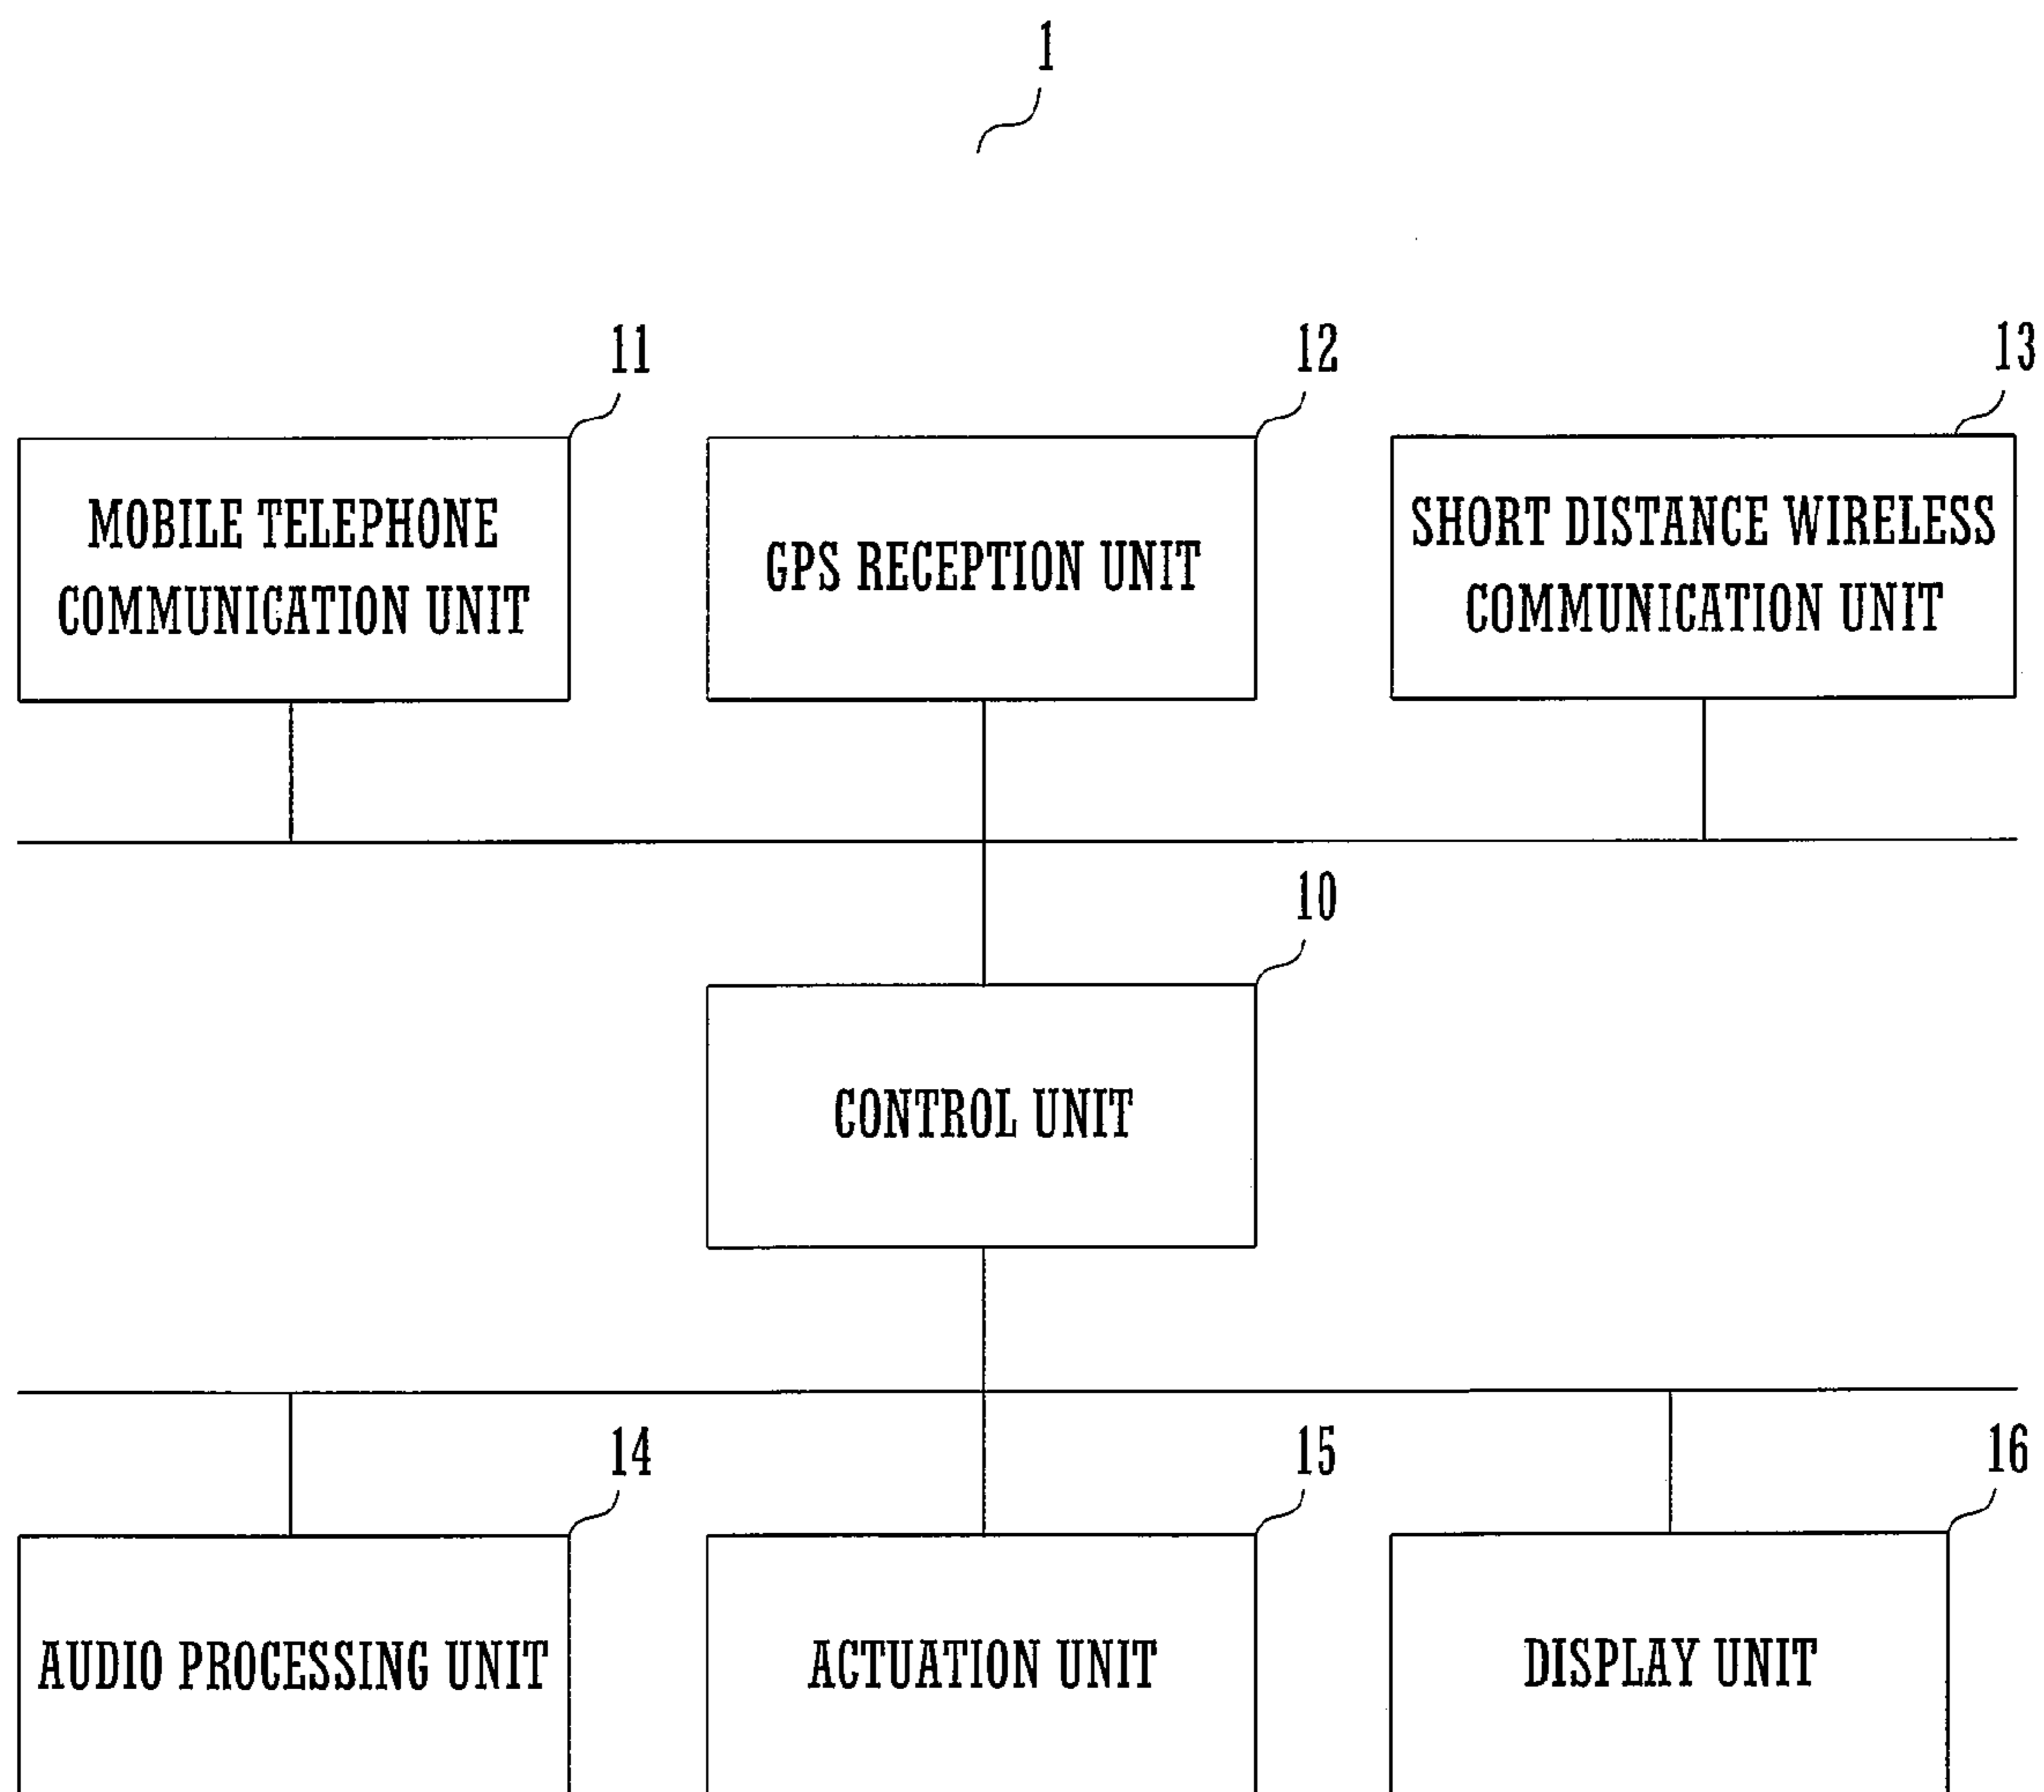 1
11
12
13
MOBILE TELEPHONE
COMMUNICATION UNIT
GPS RECEPTION UNIT
SHORT DISTANCE WIRELESS
COMMUNICATION UNIT
10
CONTROL UNIT
14
15
16
AUDIO PROCESSING UNIT
ACTUATION UNIT
DISPLAY UNIT